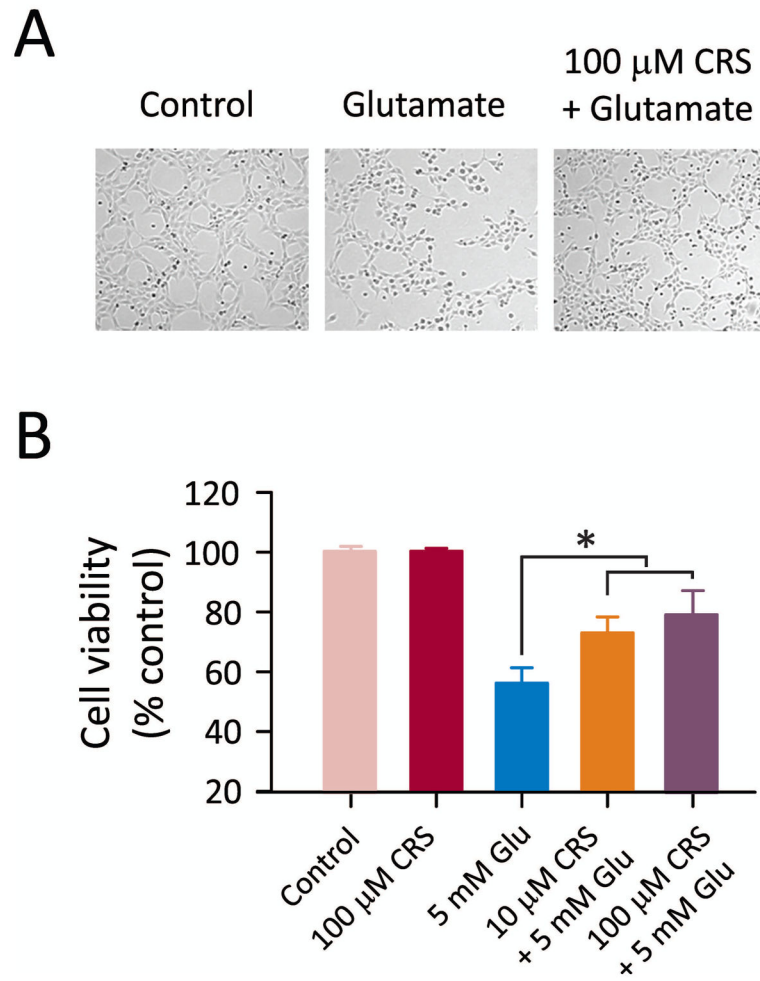 A
Control
Glutamate
100 μM CRS
+ Glutamate
B
Cell viability
(% control)
120
100
80
60
40
20
*
Control
100 μM CRS
5 mM Glu
10 μM CRS
+ 5 mM Glu
100 μM CRS
+ 5 mM Glu